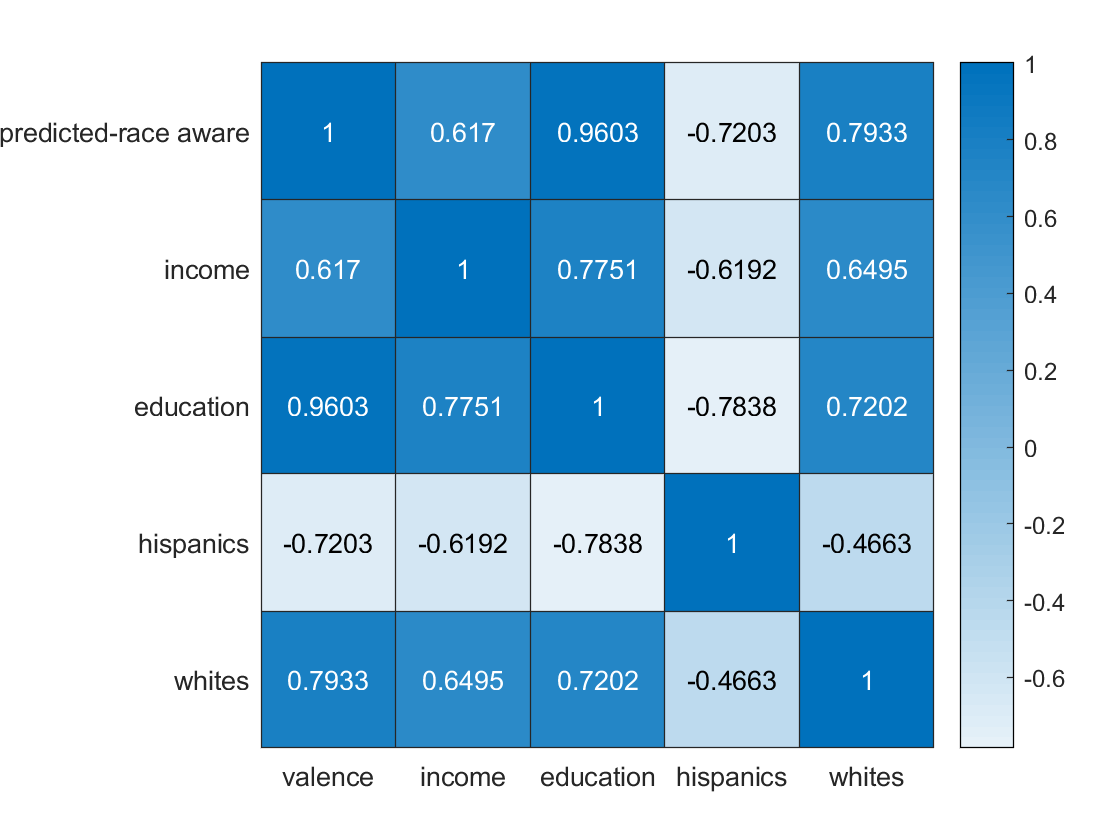 predicted-race aware 1 0.617 0.9603 -0.7203 0.7933
income 0.617 1 0.7751 -0.6192 0.6495
education 0.9603 0.7751 1 -0.7838 0.7202
hispanics -0.7203 -0.6192 -0.7838 1 -0.4663
whites 0.7933 0.6495 0.7202 -0.4663 1
valence income education hispanics whites
1
0.8
0.6
0.4
0.2
0
-0.2
-0.4
-0.6